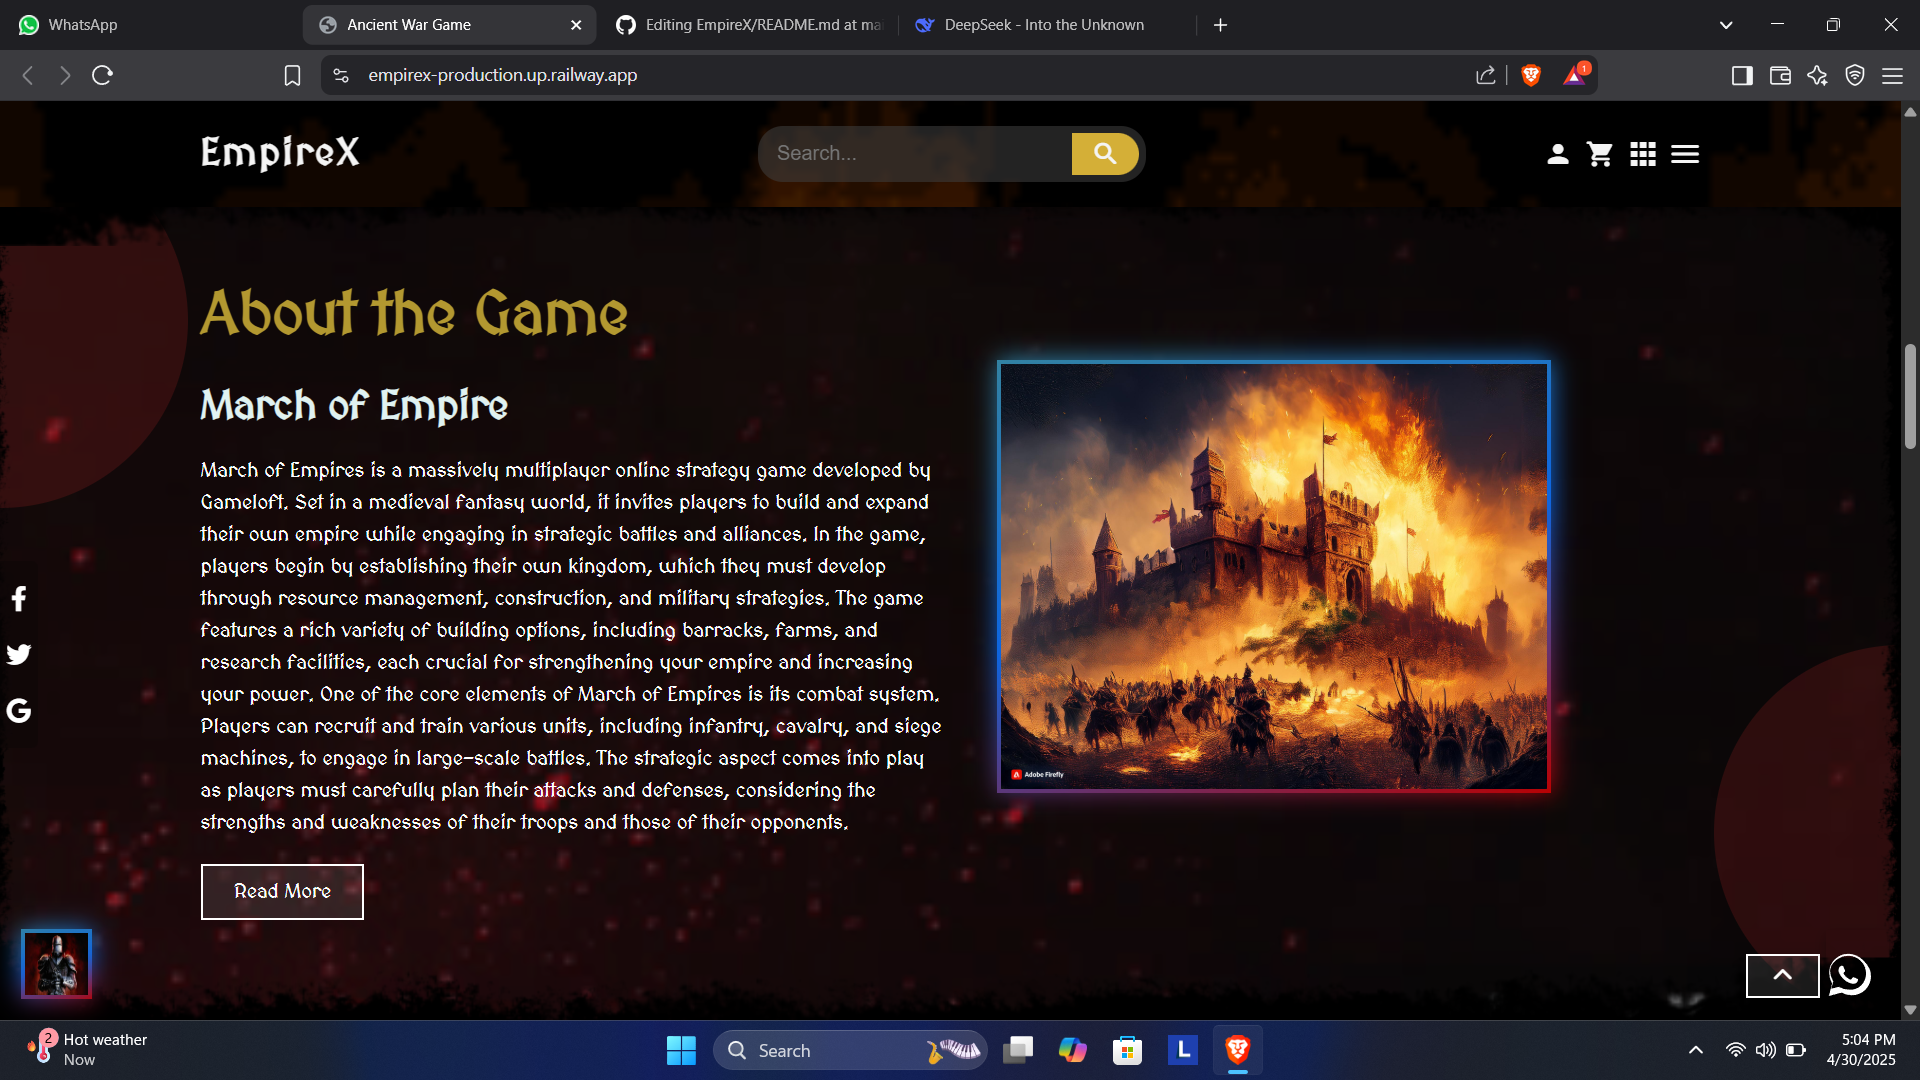 WhatsApp
Ancient War Game
Editing EmpireX/README.md at mai
DeepSeek - Into the Unknown
empirex-production.up.railway.app
1
EmpireX
Search...
About the Game
March of Empire
March of Empires is a massively multiplayer online strategy game developed by
Gameloft. Set in a medieval fantasy world, it invites players to build and expand
their own empire while engaging in strategic battles and alliances. In the game,
players begin by establishing their own kingdom, which they must develop
through resource management, construction, and military strategies. The game
features a rich variety of building options, including barracks, farms, and
research facilities, each crucial for strengthening your empire and increasing
your power. One of the core elements of March of Empires is its combat system.
Players can recruit and train various units, including infantry, cavalry, and siege
machines, to engage in large-scale battles. The strategic aspect comes into play
as players must carefully plan their attacks and defenses, considering the
strengths and weaknesses of their troops and those of their opponents.
Read More
Adobe Firefly
2
Hot weather
Now
Search
L
5:04 PM
4/30/2025